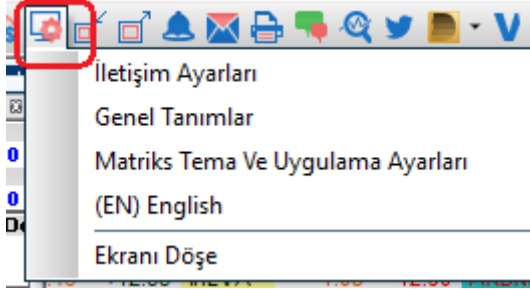 İletişim Ayarları
Genel Tanımlar
Matriks Tema Ve Uygulama Ayarları
(EN) English
Ekranı Döşe